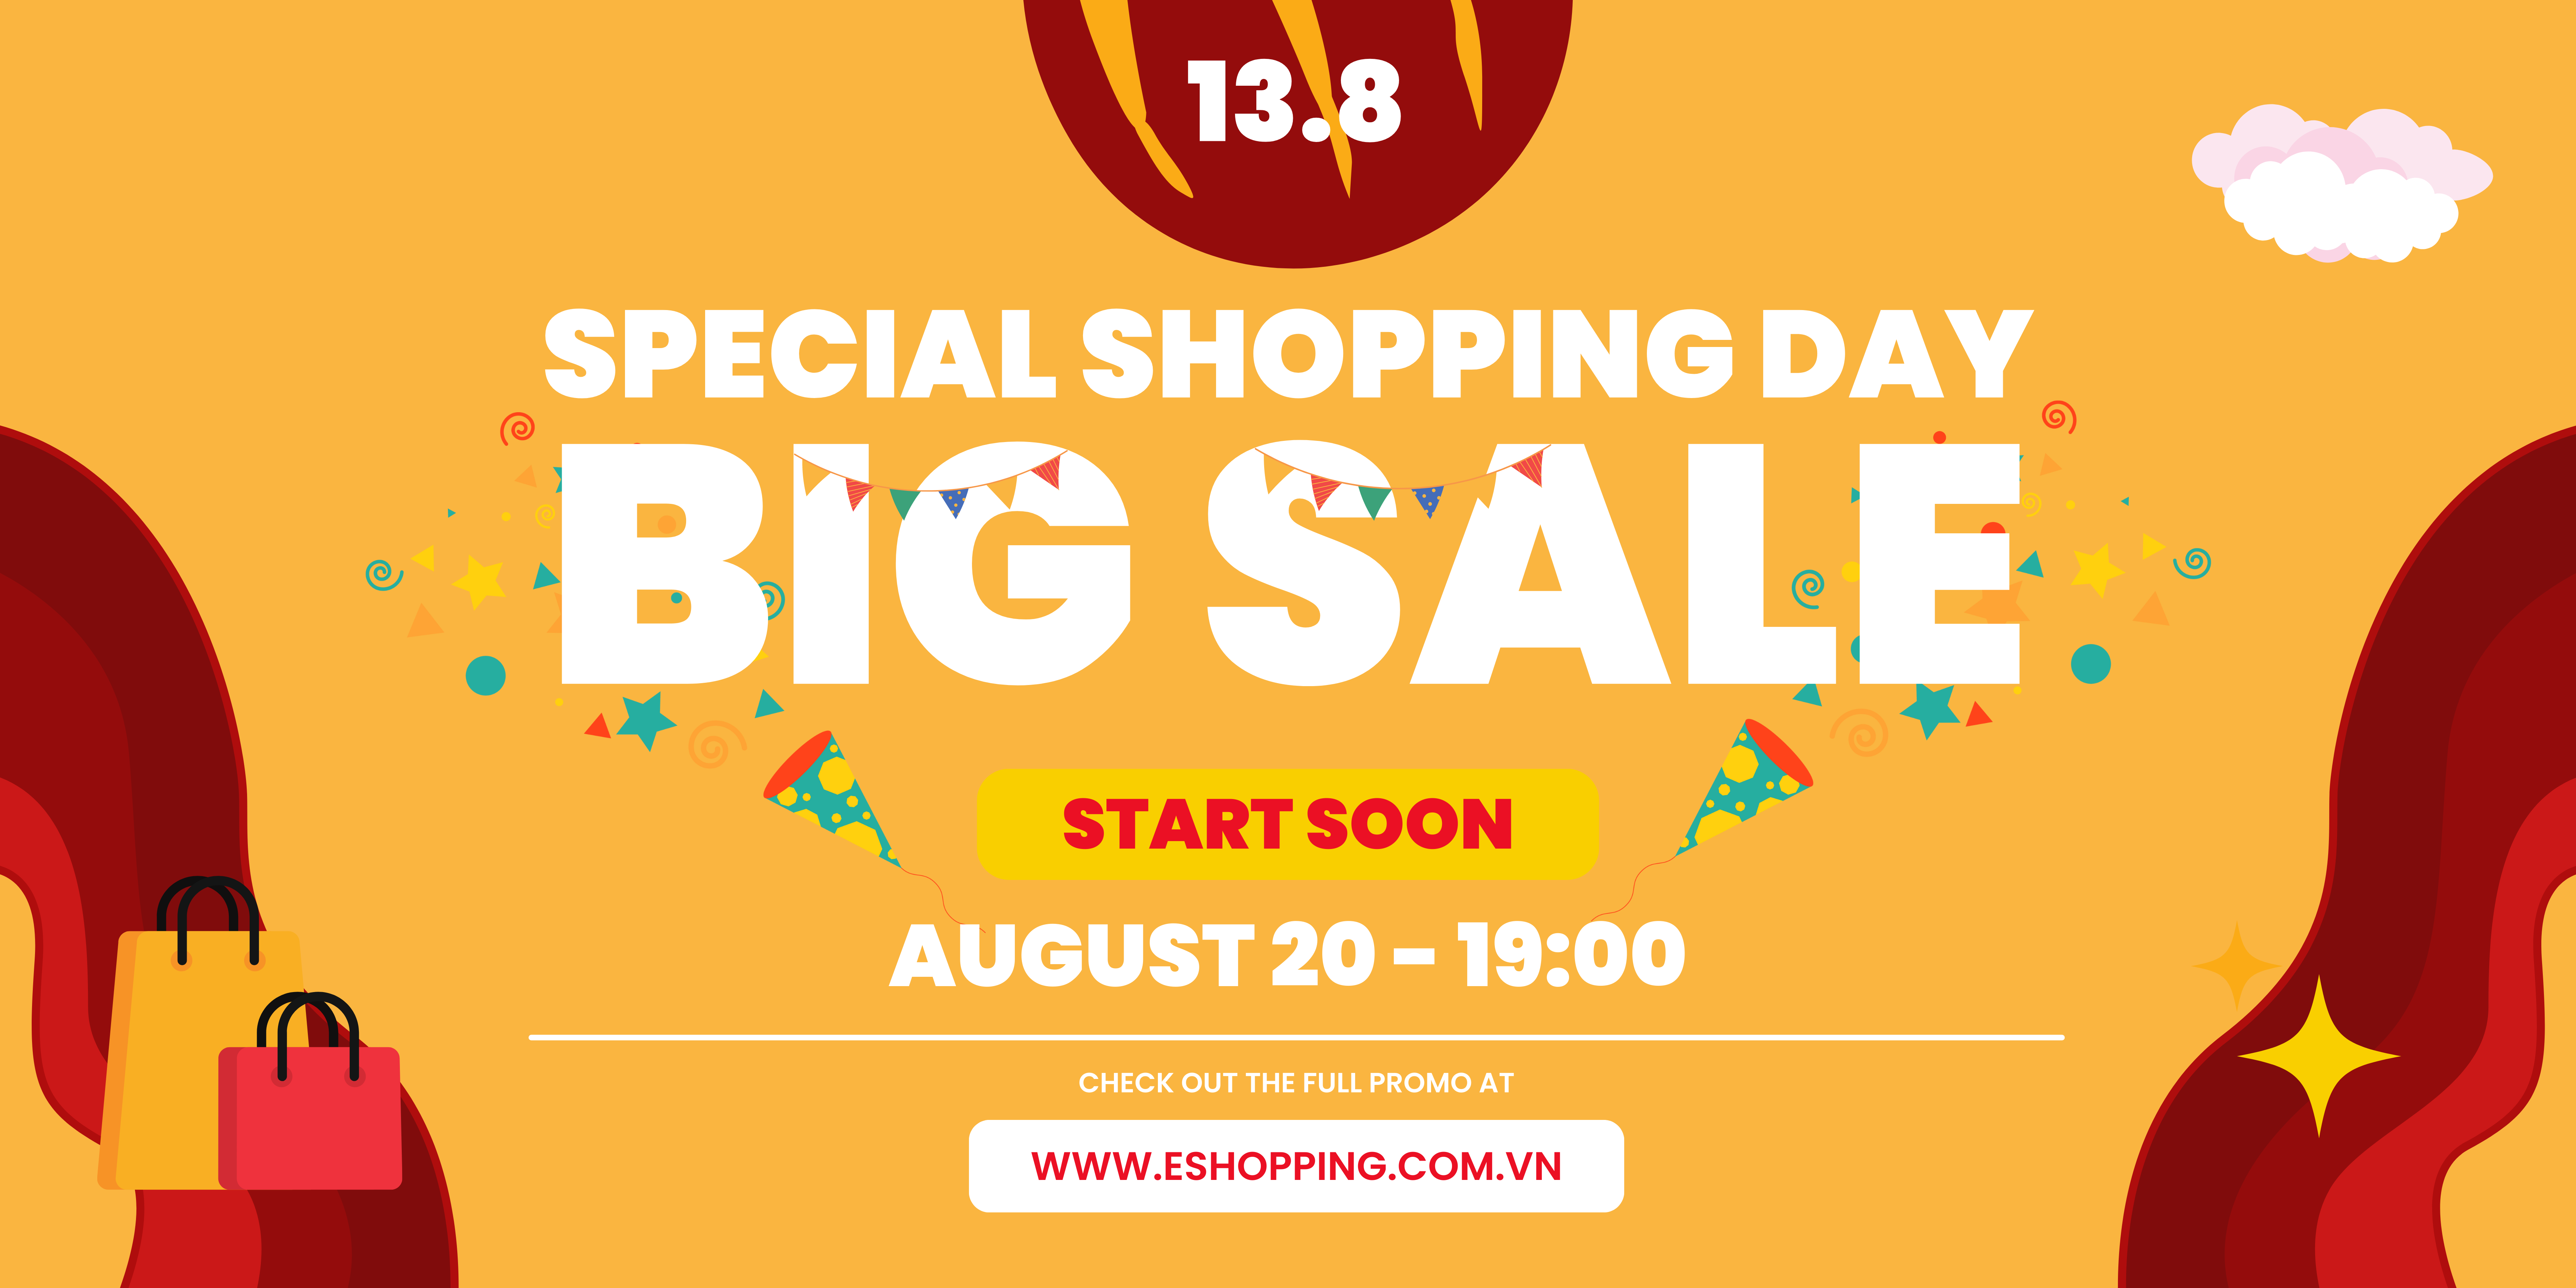 13.8
SPECIAL SHOPPING DAY
BIG SALE
START SOON
AUGUST 20 - 19:00
CHECK OUT THE FULL PROMO AT
WWW.ESHOPPING.COM.VN